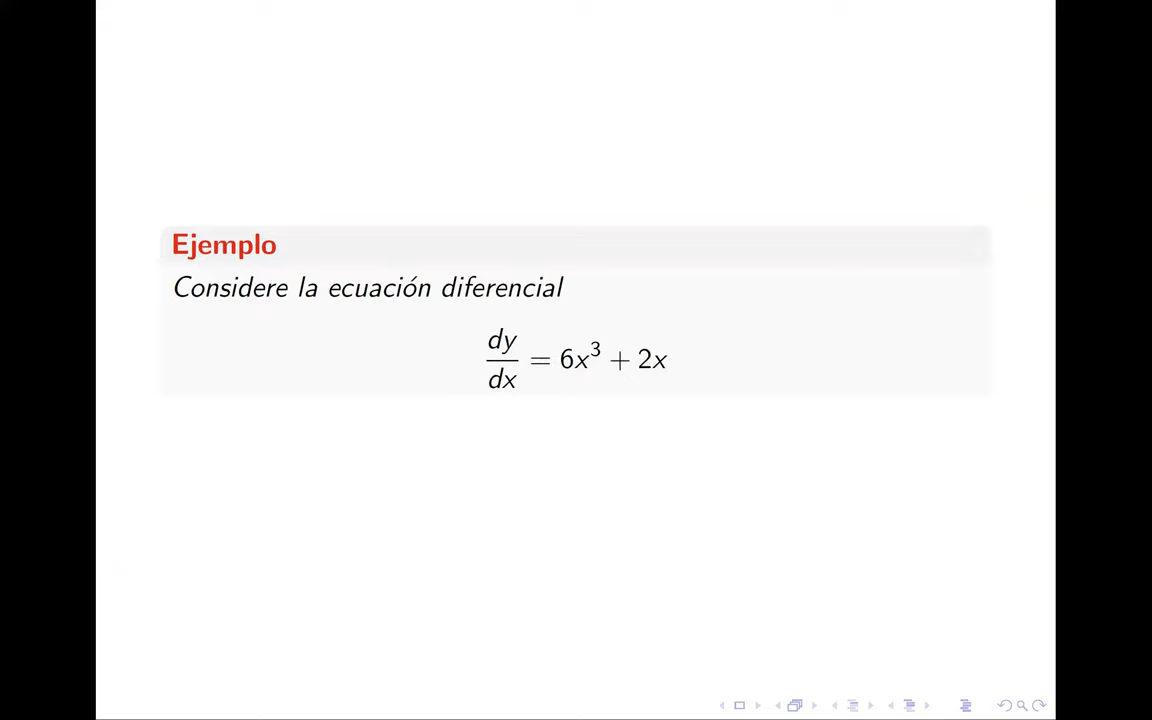 Ejemplo
Considere la ecuación diferencial
dy/dx = 6x³ + 2x